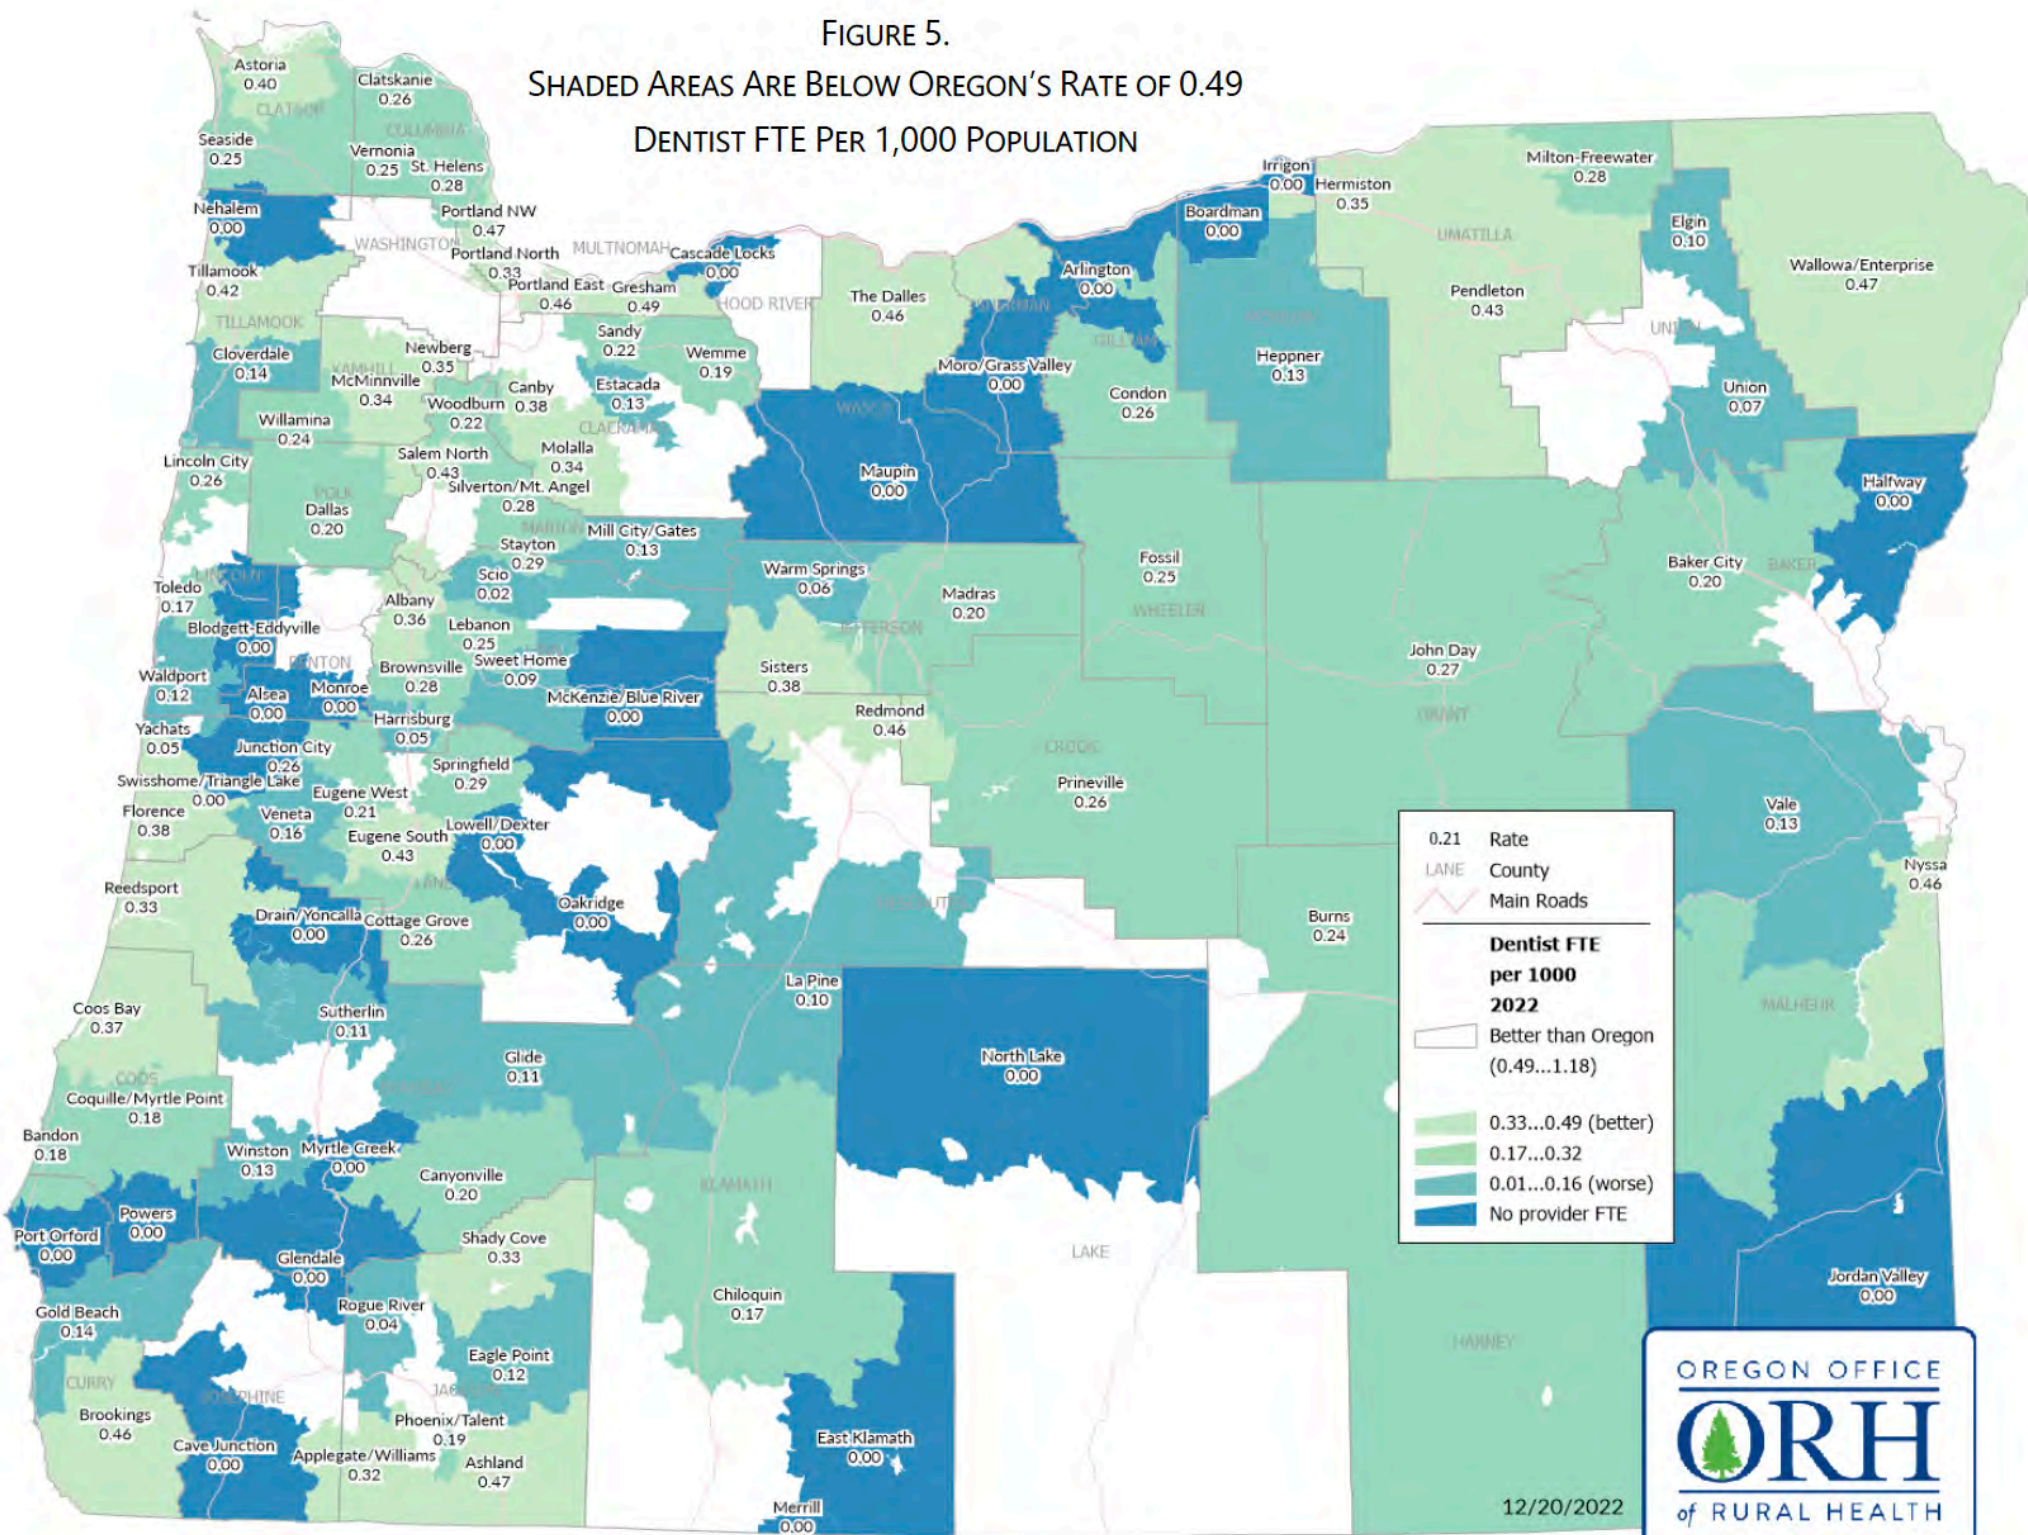 FIGURE 5.
SHADED AREAS ARE BELOW OREGON'S RATE OF 0.49
DENTIST FTE PER 1,000 POPULATION
Astoria
0.40
CLATSOP
Clatskanie
0.26
COLUMBIA
Seaside
0.25
Vernonia
0.25
St. Helens
0.28
Nehalem
0.00
Portland NW
0.47
WASHINGTON
Portland North
0.33
MULTNOMAH
Cascade Locks
0.00
Tillamook
0.42
Portland East
0.46
Gresham
0.49
HOOD RIVER
The Dalles
0.46
SHERMAN
Arlington
0.00
Boardman
0.00
Irrigon
0.00
Hermiston
0.35
Milton-Freewater
0.28
UMATILLA
Elgin
0.10
Wallowa/Enterprise
0.47
Pendleton
0.43
UNION
TILLAMOOK
Cloverdale
0.14
YAMHILL
Newberg
0.35
McMinnville
0.34
Sandy
0.22
Wemme
0.19
Canby
0.38
Estacada
0.13
CLACKAMAS
Woodburn
0.22
Willamina
0.24
Molalla
0.34
WASCO
Moro/Grass Valley
0.00
GILLIAM
Condon
0.26
MORROW
Heppner
0.13
Union
0.07
Lincoln City
0.26
POLK
Dallas
0.20
Salem North
0.43
Silverton/Mt. Angel
0.28
MARION
Mill City/Gates
0.13
Stayton
0.29
Scio
0.02
Maupin
0.00
Halfway
0.00
Baker City
0.20
BAKER
Fossil
0.25
WHEELER
Warm Springs
0.06
Madras
0.20
JEFFERSON
LINCOLN
Toledo
0.17
Blodgett-Eddyville
0.00
BENTON
Albany
0.36
Lebanon
0.25
Sweet Home
0.09
Brownsville
0.28
Sisters
0.38
John Day
0.27
GRANT
Waldport
0.12
Alsea
0.00
Monroe
0.00
McKenzie/Blue River
0.00
Harrisburg
0.05
Redmond
0.46
CROOK
Prineville
0.26
Yachats
0.05
Junction City
0.26
Swisshome/Triangle Lake
0.00
Springfield
0.29
Eugene West
0.21
Florence
0.38
Veneta
0.16
Eugene South
0.43
Lowell/Dexter
0.00
LANE
Vale
0.13
Nyssa
0.46
Reedsport
0.33
Drain/Yoncalla
0.00
Cottage Grove
0.26
Oakridge
0.00
DESCHUTES
Burns
0.24
La Pine
0.10
Coos Bay
0.37
Sutherlin
0.11
Glide
0.11
DOUGLAS
North Lake
0.00
MALHEUR
COOS
Coquille/Myrtle Point
0.18
Bandon
0.18
Winston
0.13
Myrtle Creek
0.00
Canyonville
0.20
KLAMATH
Powers
0.00
Port Orford
0.00
Glendale
0.00
Shady Cove
0.33
LAKE
Gold Beach
0.14
Rogue River
0.04
Chiloquin
0.17
Jordan Valley
0.00
HARNEY
CURRY
JOSEPHINE
JACKSON
Eagle Point
0.12
Brookings
0.46
Cave Junction
0.00
Applegate/Williams
0.32
Phoenix/Talent
0.19
Ashland
0.47
East Klamath
0.00
Merrill
0.00
0.21 Rate
LANE County
Main Roads
Dentist FTE
per 1000
2022
Better than Oregon
(0.49...1.18)
0.33...0.49 (better)
0.17...0.32
0.01...0.16 (worse)
No provider FTE
12/20/2022
OREGON OFFICE
ORH
of RURAL HEALTH